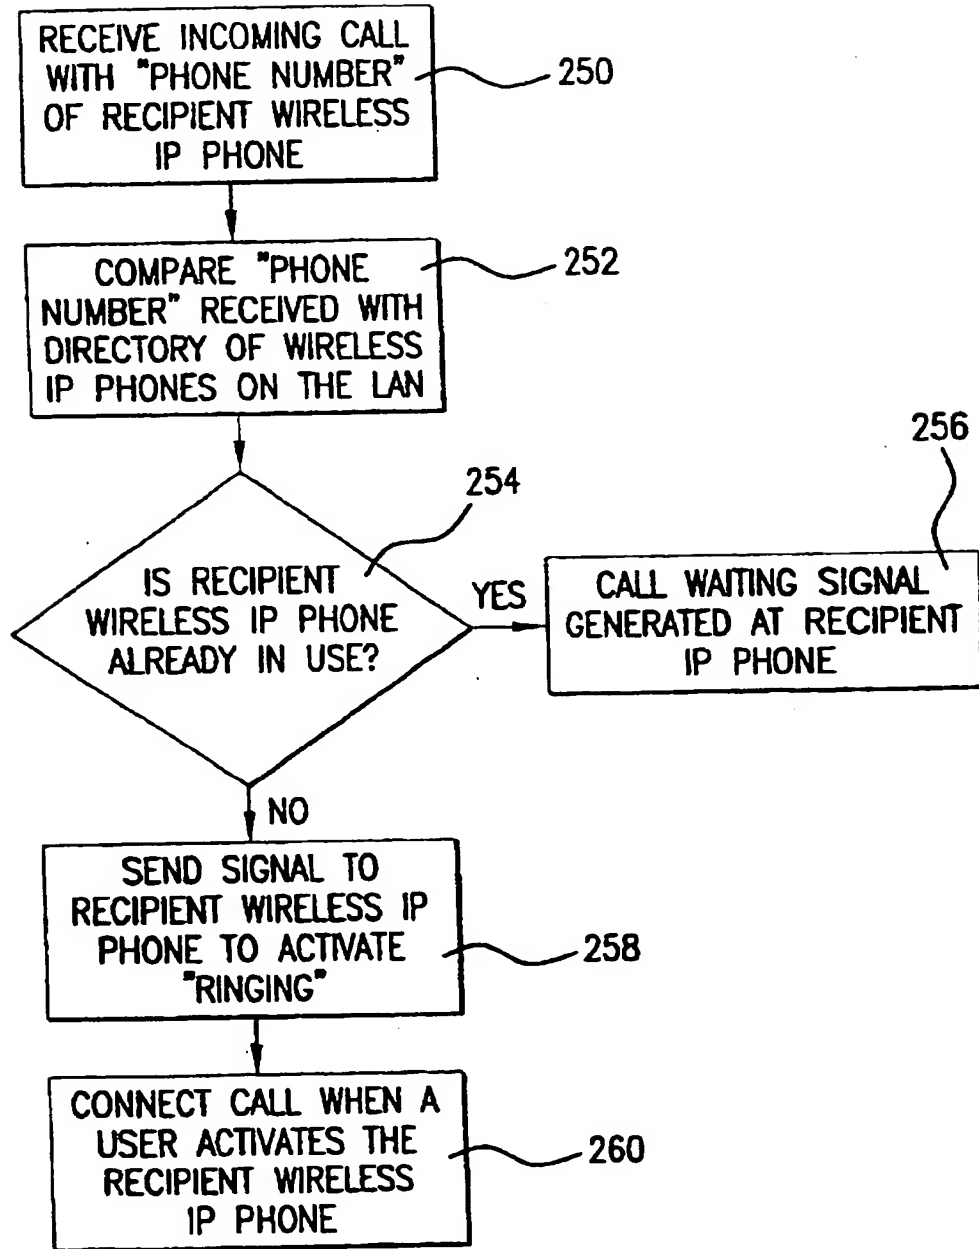 RECEIVE INCOMING CALL
WITH "PHONE NUMBER"
OF RECIPIENT WIRELESS
IP PHONE
250
COMPARE "PHONE
NUMBER" RECEIVED WITH
DIRECTORY OF WIRELESS
IP PHONES ON THE LAN
252
IS RECIPIENT
WIRELESS IP PHONE
ALREADY IN USE?
254
YES
CALL WAITING SIGNAL
GENERATED AT RECIPIENT
IP PHONE
256
NO
SEND SIGNAL TO
RECIPIENT WIRELESS IP
PHONE TO ACTIVATE
"RINGING"
258
CONNECT CALL WHEN A
USER ACTIVATES THE
RECIPIENT WIRELESS
IP PHONE
260